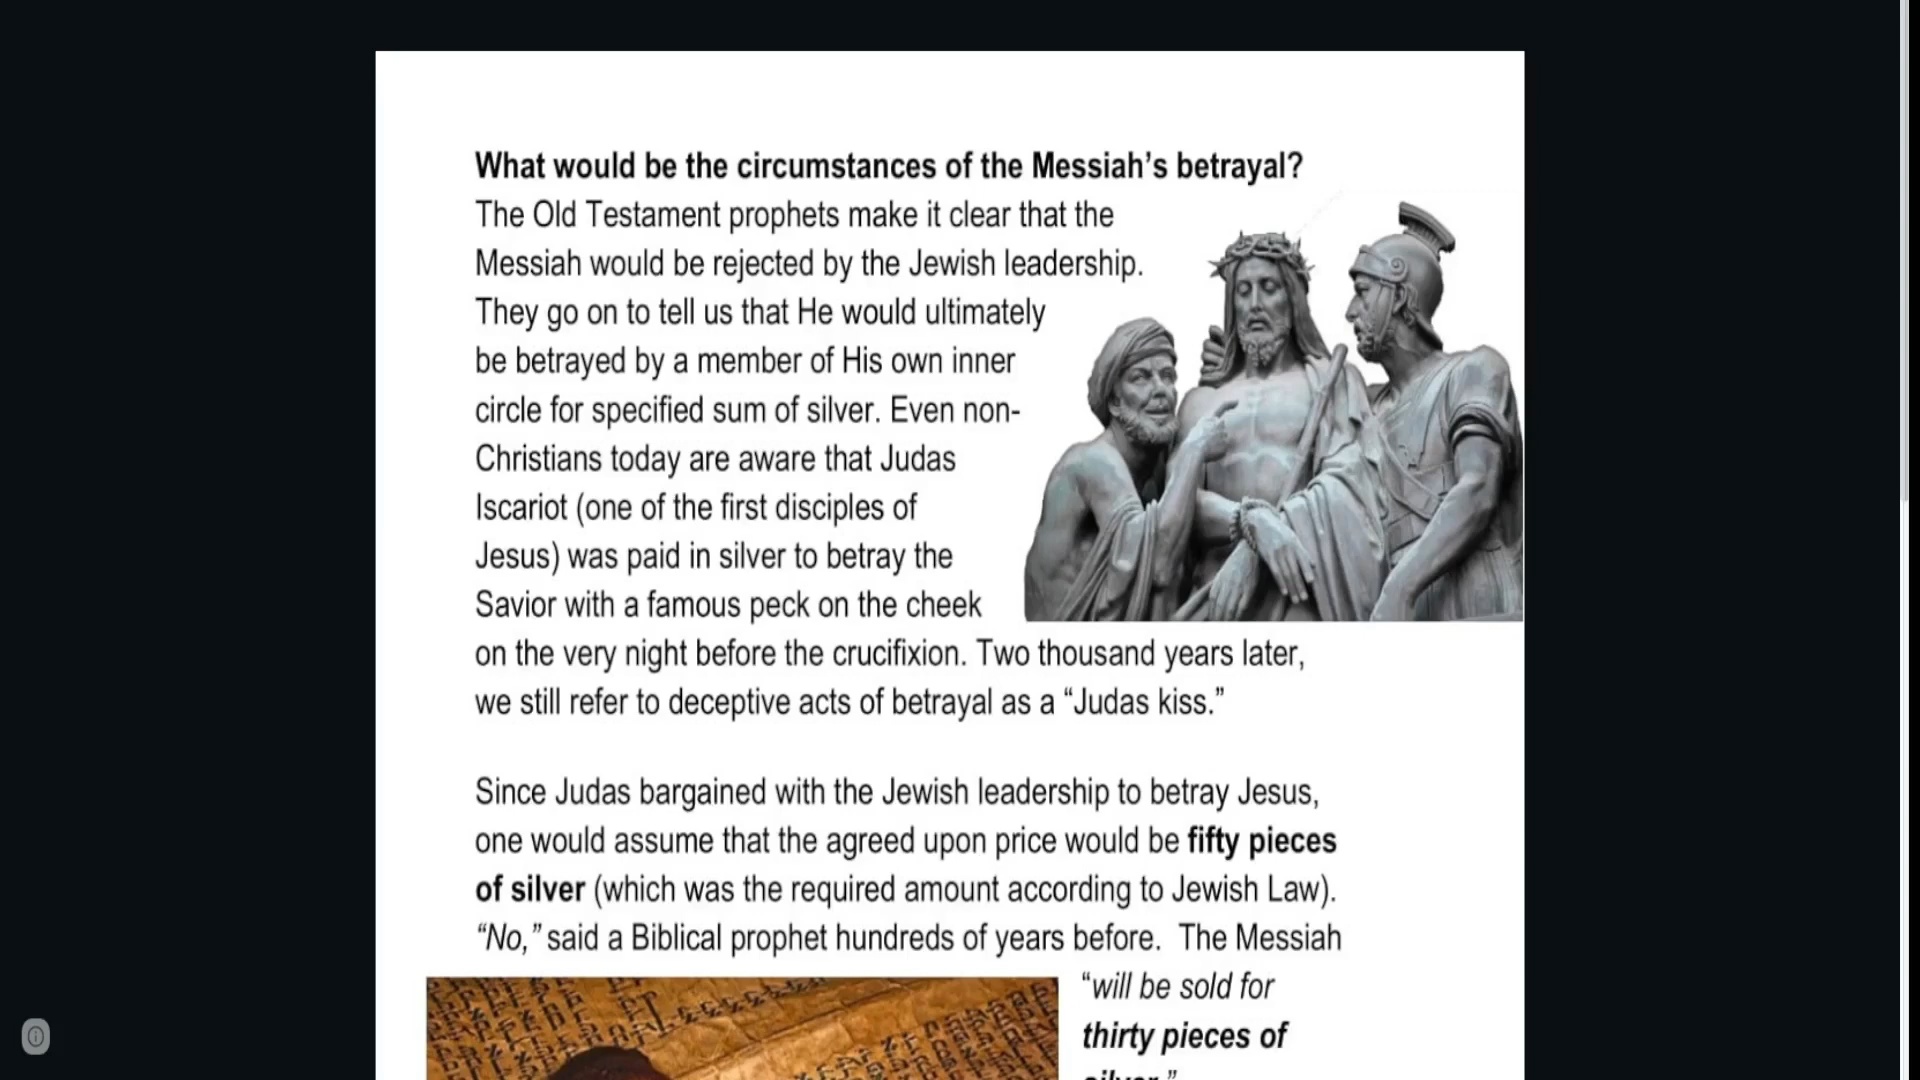 What would be the circumstances of the Messiah’s betrayal?
The Old Testament prophets make it clear that the
Messiah would be rejected by the Jewish leadership.
They go on to tell us that He would ultimately
be betrayed by a member of His own inner
circle for specified sum of silver. Even non-
Christians today are aware that Judas
Iscariot (one of the first disciples of
Jesus) was paid in silver to betray the
Savior with a famous peck on the cheek
on the very night before the crucifixion. Two thousand years later,
we still refer to deceptive acts of betrayal as a “Judas kiss.”
Since Judas bargained with the Jewish leadership to betray Jesus,
one would assume that the agreed upon price would be fifty pieces
of silver (which was the required amount according to Jewish Law).
“No,” said a Biblical prophet hundreds of years before.  The Messiah
“will be sold for
thirty pieces of
silver.”